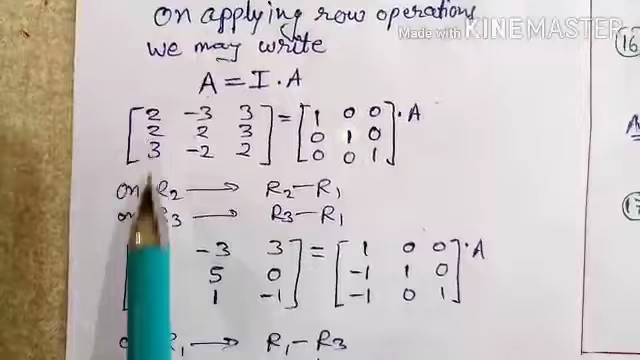 On applying row operations
we may write
Made with KINEMASTER
A = I · A
[2 -3 3  = [1 0 0  · A
2 2 3   0 1 0
3 -2 2]   0 0 1]
on R2 ⟶ R2-R1
R3 ⟶ R3-R1
-3 3] = [1 0 0] · A
5 0   -1 1 0
1 -1]   -1 0 1]
R1 ⟶ R1-R3
16
17